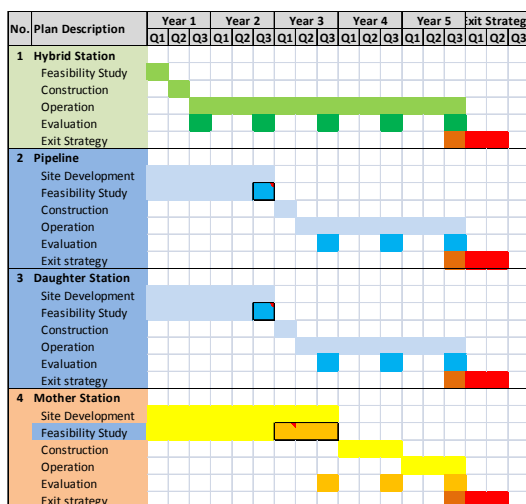 No. Plan Description Year 1 Year 2 Year 3 Year 4 Year 5 Exit Strateg
Q1 Q2 Q3 Q1 Q2 Q3 Q1 Q2 Q3 Q1 Q2 Q3 Q1 Q2 Q3 Q1 Q2 Q3
1 Hybrid Station
Feasibility Study
Construction
Operation
Evaluation
Exit Strategy
2 Pipeline
Site Development
Feasibility Study
Construction
Operation
Evaluation
Exit strategy
3 Daughter Station
Site Development
Feasibility Study
Construction
Operation
Evaluation
Exit strategy
4 Mother Station
Site Development
Feasibility Study
Construction
Operation
Evaluation
Exit strategy